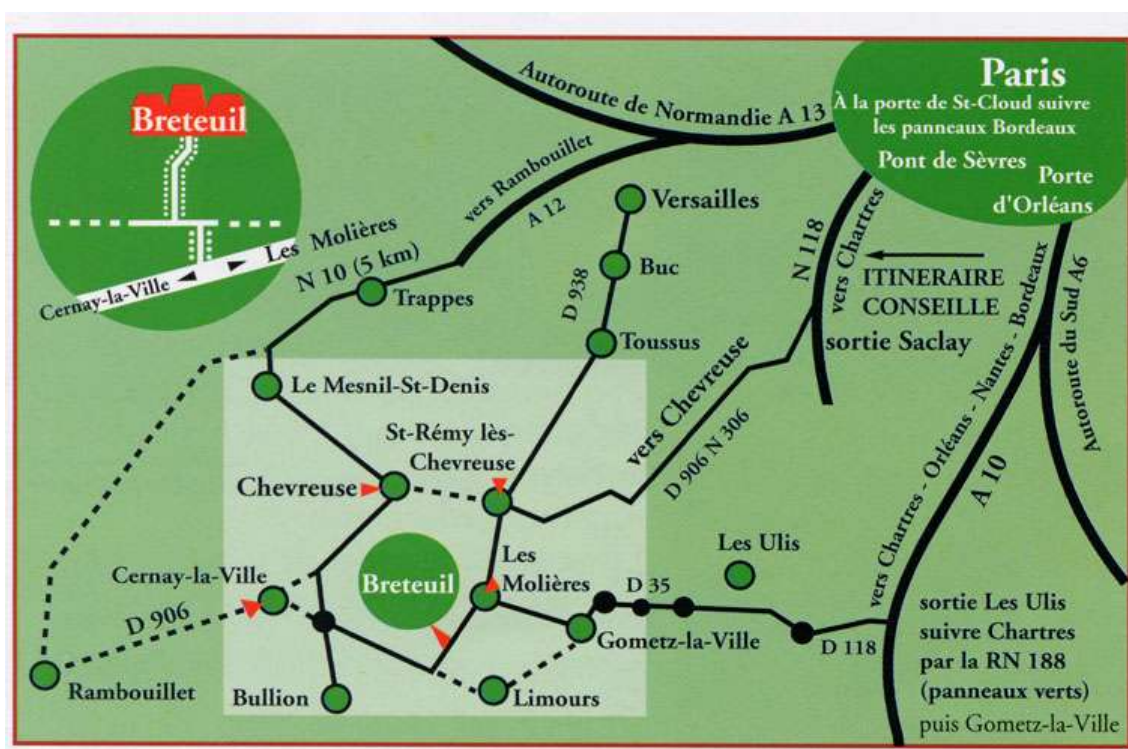 Breteuil
Les Molières
Cernay-la-Ville
Autoroute de Normandie A 13
Paris
À la porte de St-Cloud suivre
les panneaux Bordeaux
Pont de Sèvres
Porte
d'Orléans
vers Rambouillet
A 12
N 10 (5 km)
Trappes
Versailles
Buc
D 938
Toussus
N 118
vers Chartres
ITINERAIRE
CONSEILLE
sortie Saclay
vers Chartres - Orléans - Nantes - Bordeaux
A 10
Autoroute du Sud A6
Le Mesnil-St-Denis
St-Rémy lès-
Chevreuse
vers Chevreuse
D 906 N 306
Chevreuse
Cernay-la-Ville
Breteuil
Les
Molières
Les Ulis
D 35
D 906
Gometz-la-Ville
D 118
Rambouillet
Bullion
Limours
sortie Les Ulis
suivre Chartres
par la RN 188
(panneaux verts)
puis Gometz-la-Ville